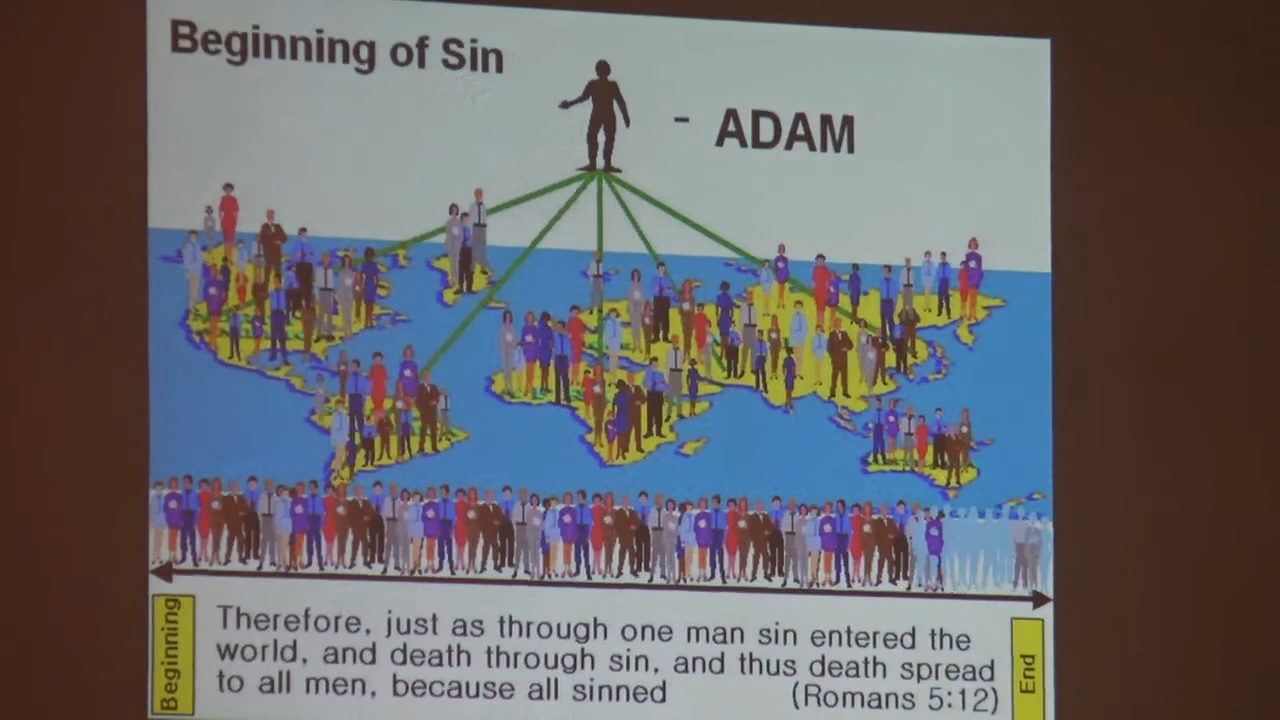 Beginning of Sin
- ADAM
Beginning
Therefore, just as through one man sin entered the
world, and death through sin, and thus death spread
to all men, because all sinned (Romans 5:12)
End